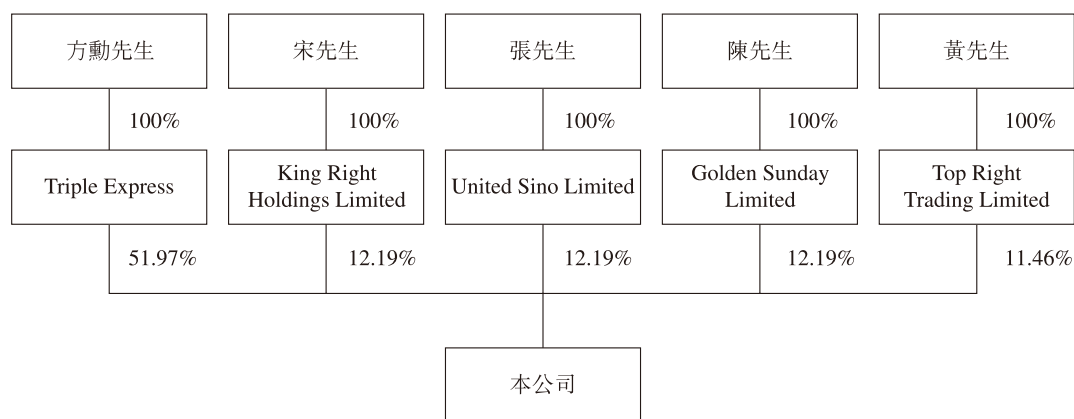 方勳先生
宋先生
張先生
陳先生
黃先生
100%
100%
100%
100%
100%
Triple Express
King Right
Holdings Limited
United Sino Limited
Golden Sunday
Limited
Top Right
Trading Limited
51.97%
12.19%
12.19%
12.19%
11.46%
本公司